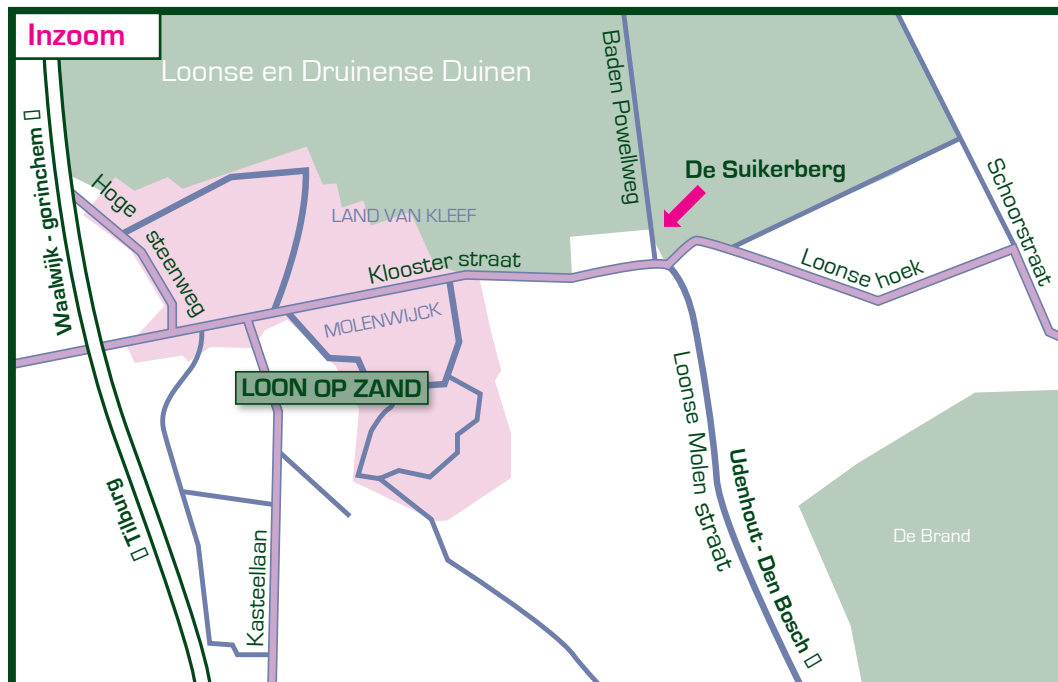 Inzoom
Loonse en Druinense Duinen
Baden Powellweg
De Suikerberg
Schoorstraat
Waalwijk - gorinchem ▯
Hoge steenweg
LAND VAN KLEEF
Klooster straat
Loonse hoek
MOLENWIJCK
LOON OP ZAND
Loonse Molen straat
Udenhout - Den Bosch ▯
▯ Tilburg
De Brand
Kasteellaan